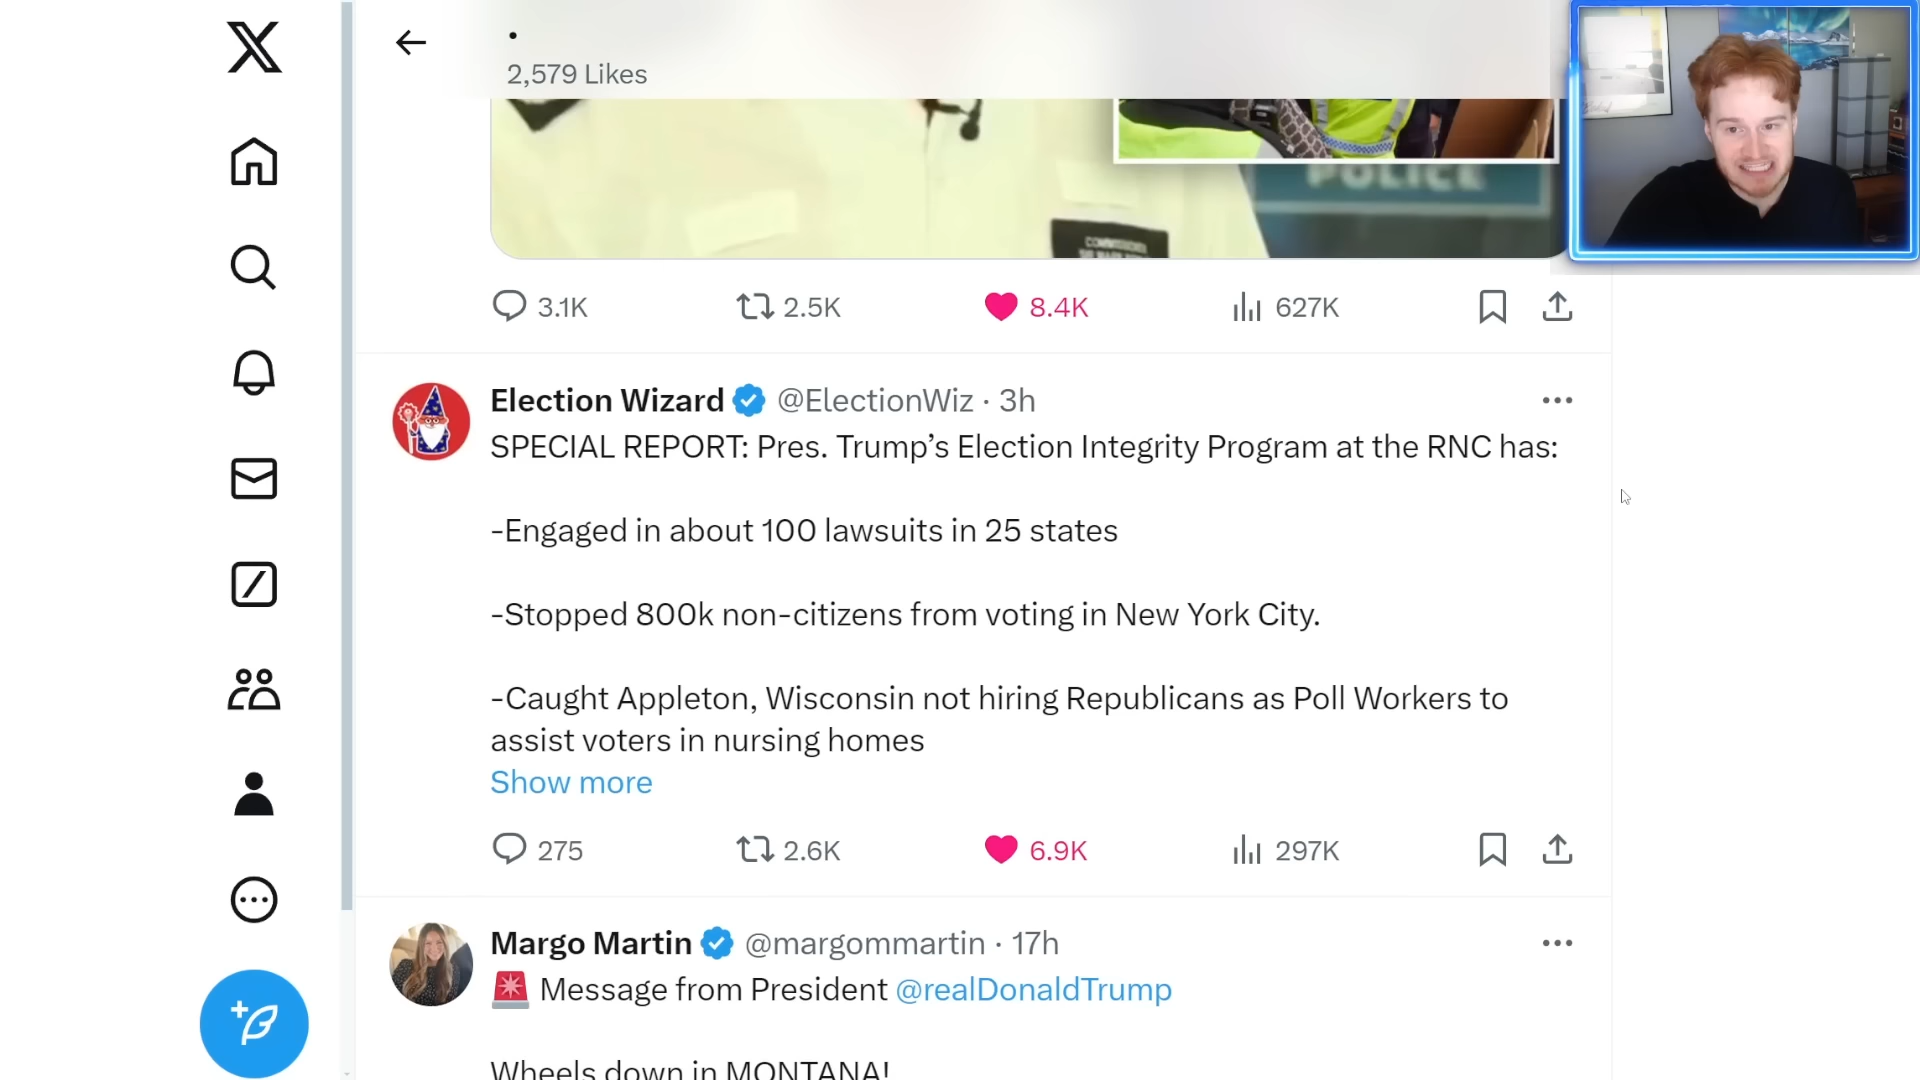 .
2,579 Likes
POLICE
3.1K 2.5K 8.4K 627K
Election Wizard @ElectionWiz · 3h
SPECIAL REPORT: Pres. Trump’s Election Integrity Program at the RNC has:
-Engaged in about 100 lawsuits in 25 states
-Stopped 800k non-citizens from voting in New York City.
-Caught Appleton, Wisconsin not hiring Republicans as Poll Workers to
assist voters in nursing homes
Show more
275 2.6K 6.9K 297K
Margo Martin @margommartin · 17h
🚨 Message from President @realDonaldTrump
Wheels down in MONTANA!